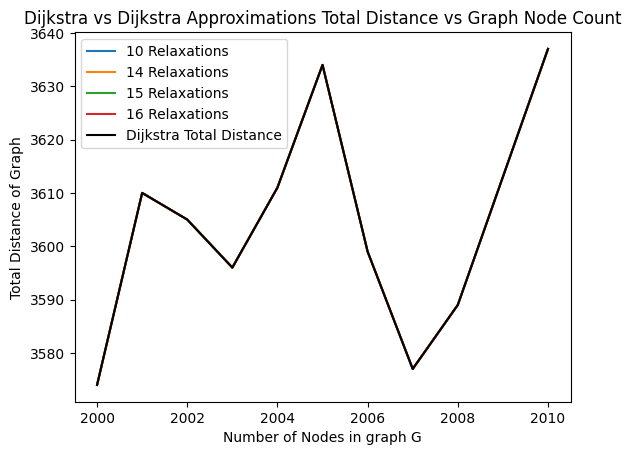 Dijkstra vs Dijkstra Approximations Total Distance vs Graph Node Count
10 Relaxations
14 Relaxations
15 Relaxations
16 Relaxations
Dijkstra Total Distance
Total Distance of Graph
3640
3630
3620
3610
3600
3590
3580
2000
2002
2004
2006
2008
2010
Number of Nodes in graph G